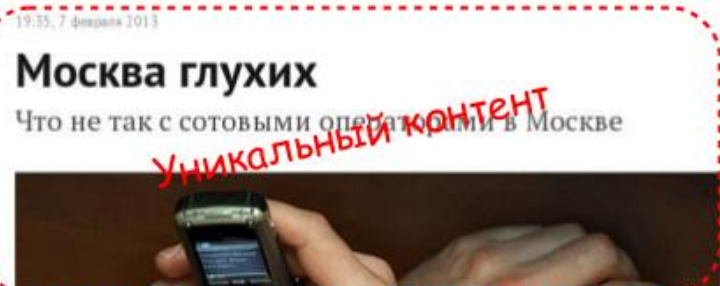 19:35, 7 февраля 2013
Москва глухих
Что не так с сотовыми операторами в Москве
Уникальный контент